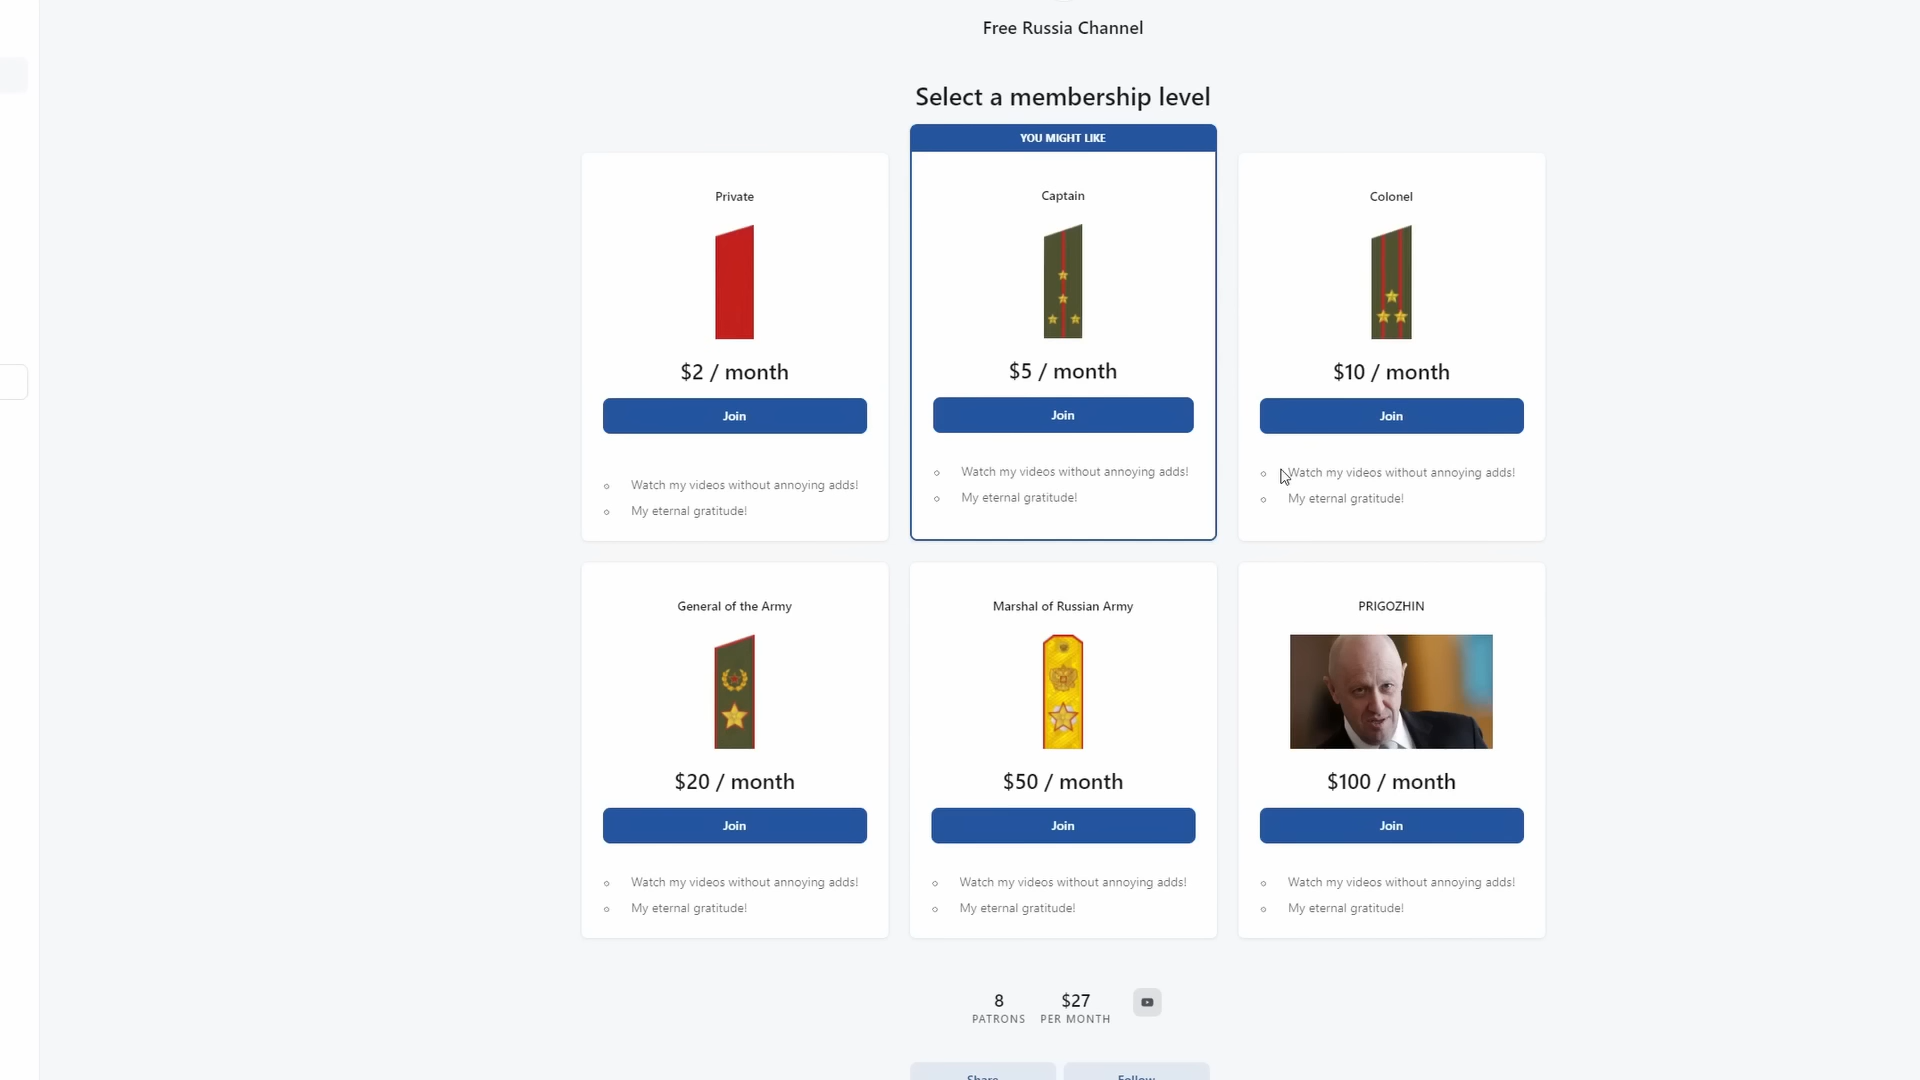 Free Russia Channel
Select a membership level
YOU MIGHT LIKE
Private
$2 / month
Join
Watch my videos without annoying adds!
My eternal gratitude!
Captain
$5 / month
Join
Watch my videos without annoying adds!
My eternal gratitude!
Colonel
$10 / month
Join
Watch my videos without annoying adds!
My eternal gratitude!
General of the Army
$20 / month
Join
Watch my videos without annoying adds!
My eternal gratitude!
Marshal of Russian Army
$50 / month
Join
Watch my videos without annoying adds!
My eternal gratitude!
PRIGOZHIN
$100 / month
Join
Watch my videos without annoying adds!
My eternal gratitude!
8
PATRONS
$27
PER MONTH
Share
Follow